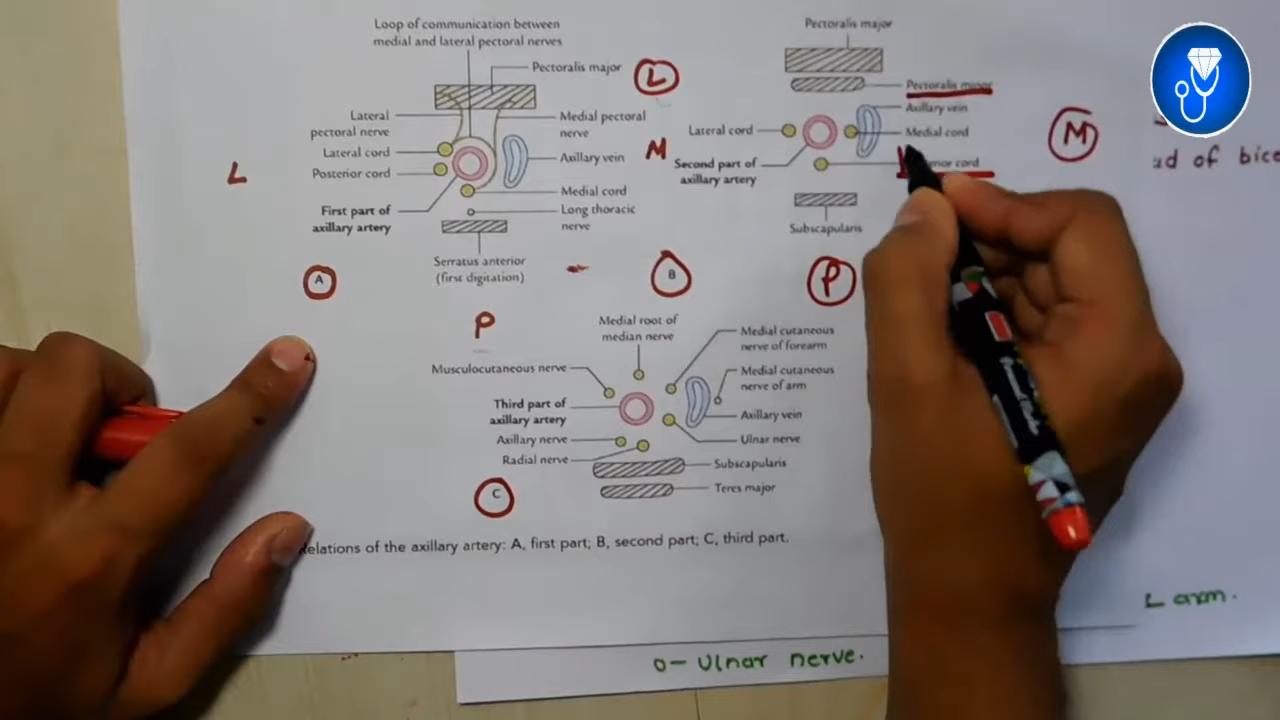 Loop of communication between
medial and lateral pectoral nerves
Pectoralis major
L
Lateral
pectoral nerve
Medial pectoral
nerve
Lateral cord
Posterior cord
Axillary vein
L
M
Medial cord
First part of
axillary artery
Long thoracic
nerve
Serratus anterior
(first digitation)
A
P
Pectoralis major
Pectoralis minor
Axillary vein
Lateral cord
Medial cord
M
Second part of
axillary artery
cord
Subscapularis
B
P
of
Medial root of
median nerve
Medial cutaneous
nerve of forearm
Musculocutaneous nerve
Medial cutaneous
nerve of arm
Third part of
axillary artery
Axillary vein
Axillary nerve
Ulnar nerve
Radial nerve
Subscapularis
Teres major
C
Relations of the axillary artery: A, first part; B, second part; C, third part.
L arm.
0- Ulnar nerve.